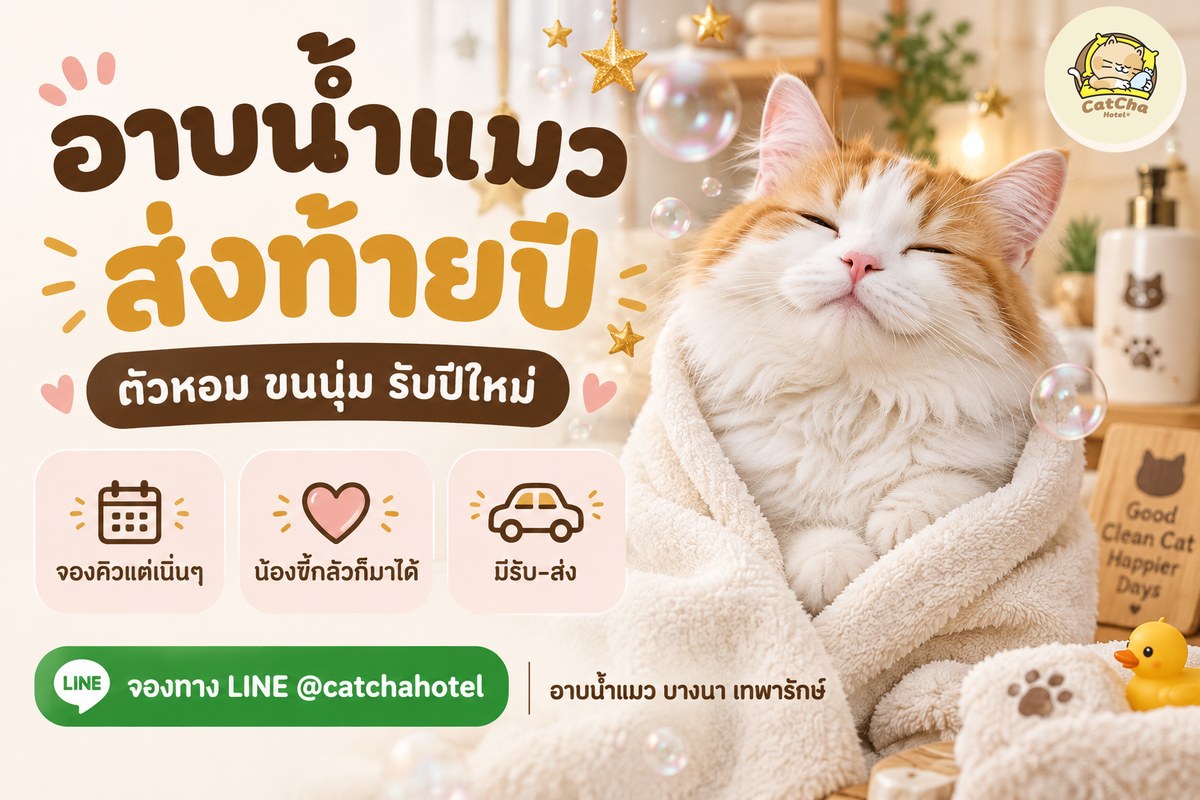 อาบน้ำแมว
ส่งท้ายปี
ตัวหอม ขนนุ่ม รับปีใหม่
จองคิวแต่เนิ่นๆ
น้องขี้กลัวก็มาได้
มีรับ-ส่ง
LINE
จองทาง LINE @catchahotel
อาบน้ำแมว บางนา เทพารักษ์
CatCha
Hotel+
Good
Clean Cat
Happier
Days